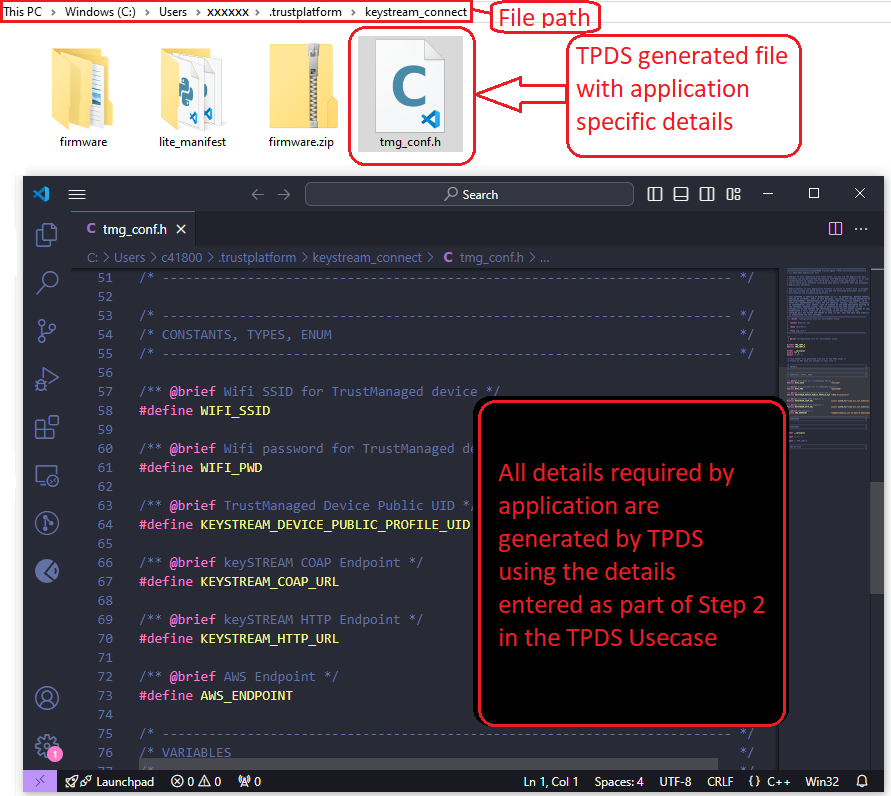 This PC > Windows (C:) > Users > xxxxxx > .trustplatform > keystream_connect
File path
TPDS generated file
with application
specific details
firmware
lite_manifest
firmware.zip
tmg_conf.h
Search
C tmg_conf.h
C: > Users > c41800 > .trustplatform > keystream_connect > C tmg_conf.h > ...
51 /* ----------------------------------------------------------------------- */
52
53 /* ----------------------------------------------------------------------- */
54 /* CONSTANTS, TYPES, ENUM */
55 /* ----------------------------------------------------------------------- */
56
57 /** @brief Wifi SSID for TrustManaged device */
58 #define WIFI_SSID
59
60 /** @brief Wifi password for TrustManaged de
61 #define WIFI_PWD
62
63 /** @brief TrustManaged Device Public UID *
64 #define KEYSTREAM_DEVICE_PUBLIC_PROFILE_UID
65
66 /** @brief keySTREAM COAP Endpoint */
67 #define KEYSTREAM_COAP_URL
68
69 /** @brief keySTREAM HTTP Endpoint */
70 #define KEYSTREAM_HTTP_URL
71
72 /** @brief AWS Endpoint */
73 #define AWS_ENDPOINT
74
75 /* ----------------------------------------------------------------------- */
76 /* VARIABLES */
All details required by
application are
generated by TPDS
using the details
entered as part of Step 2
in the TPDS Usecase
1
Launchpad 0 0 0 Ln 1, Col 1 Spaces: 4 UTF-8 CRLF {} C++ Win32